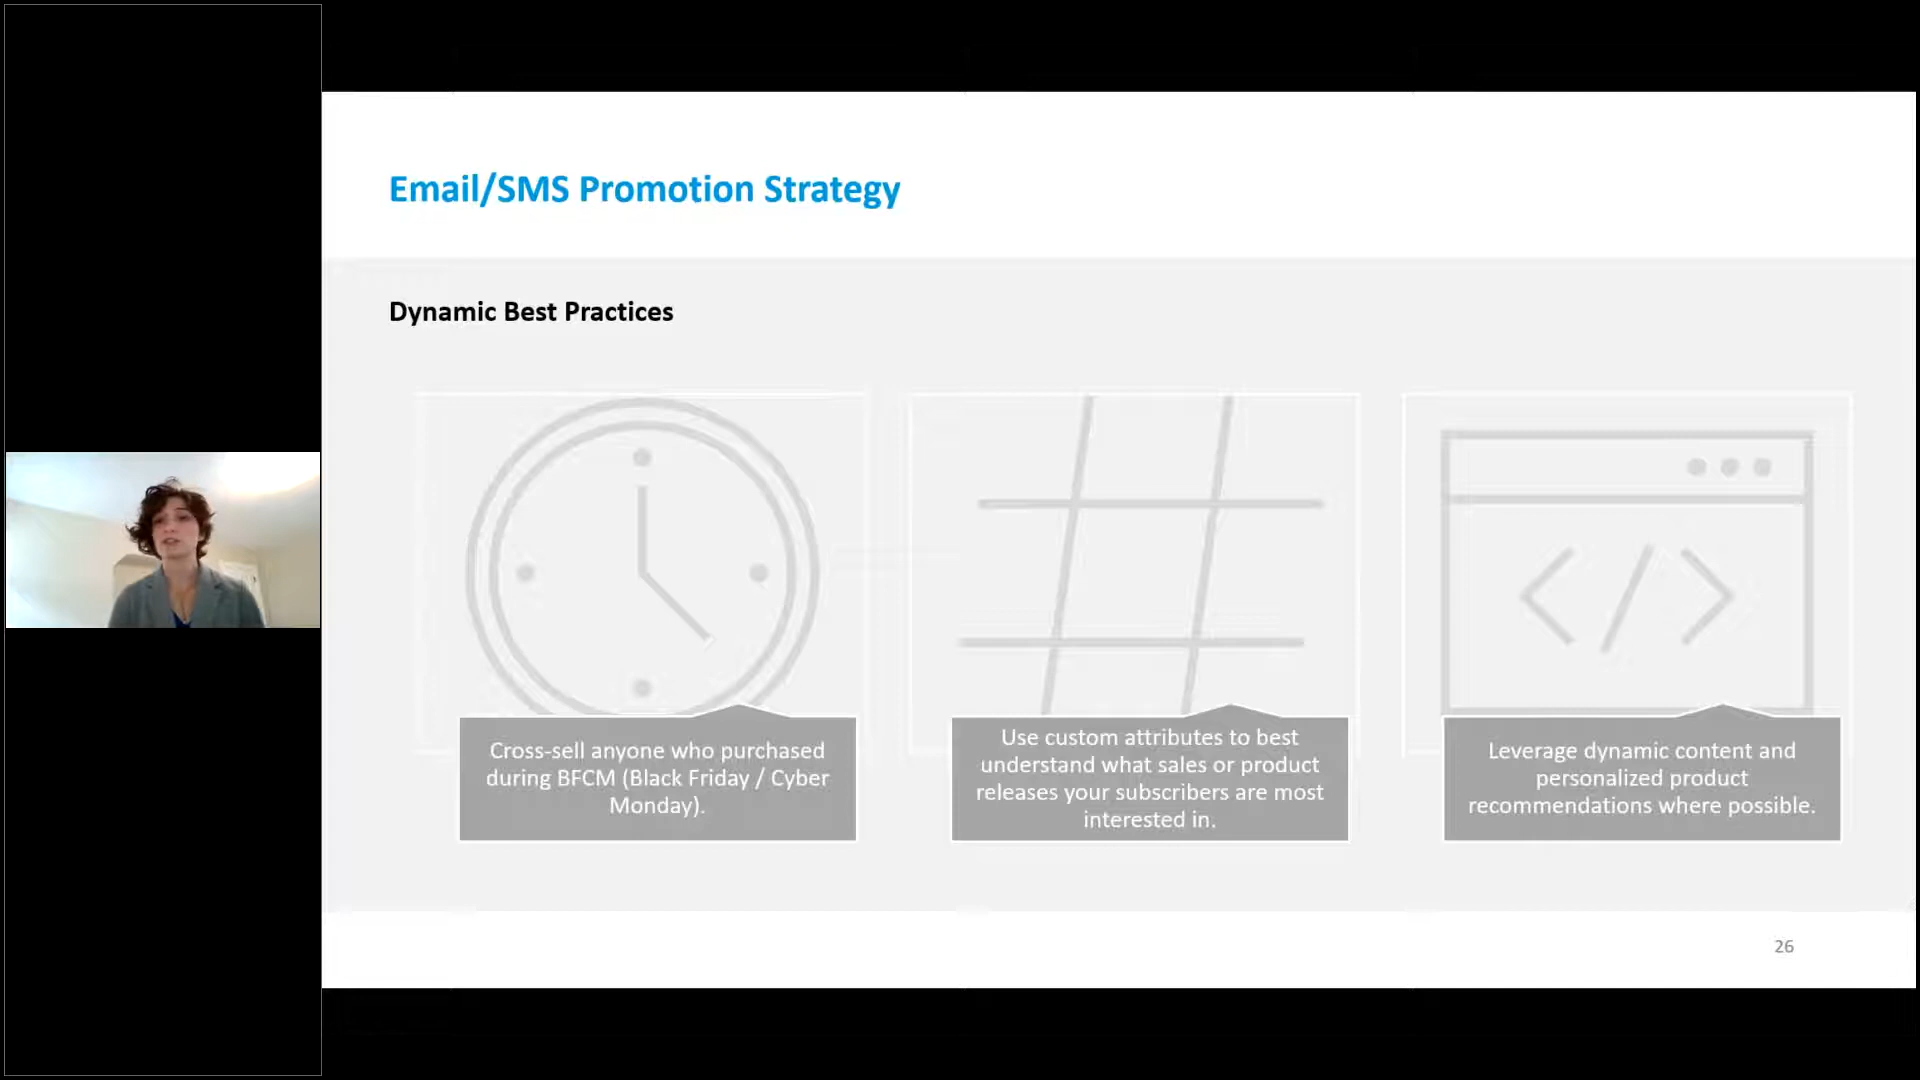 Email/SMS Promotion Strategy
Dynamic Best Practices
Cross-sell anyone who purchased
during BFCM (Black Friday / Cyber
Monday).
Use custom attributes to best
understand what sales or product
releases your subscribers are most
interested in.
Leverage dynamic content and
personalized product
recommendations where possible.
26